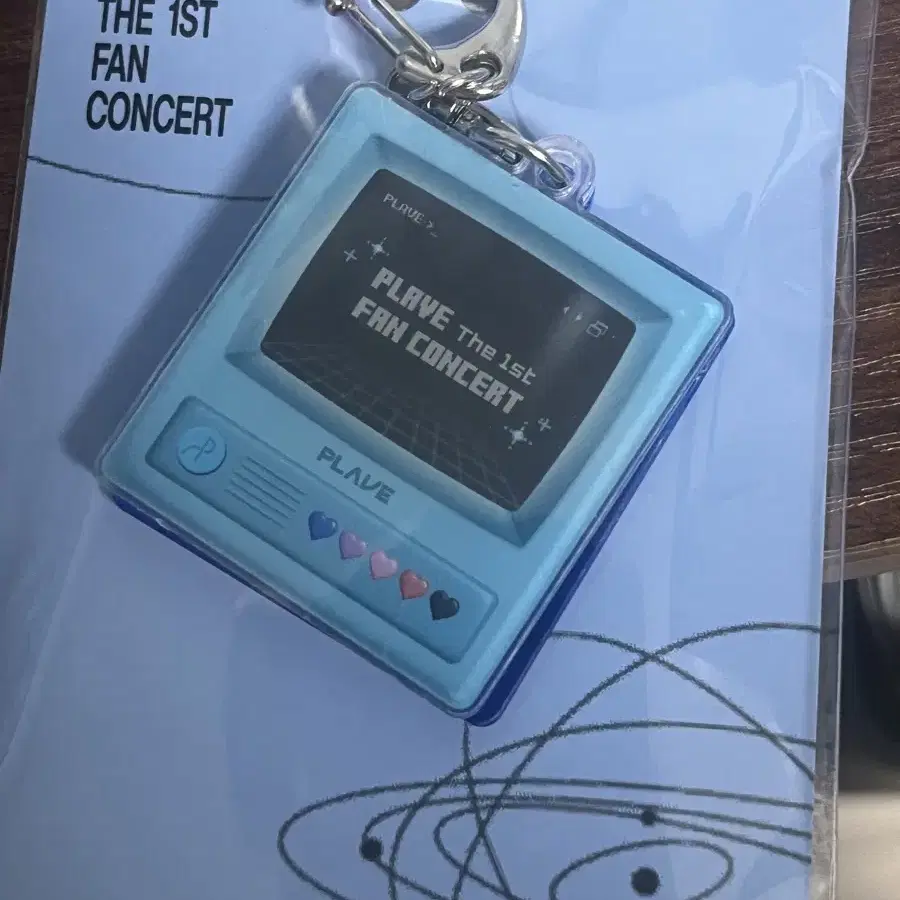 THE 1ST
FAN
CONCERT
PLAVE>_
PLAVE The 1st
FAN CONCERT
PLAVE